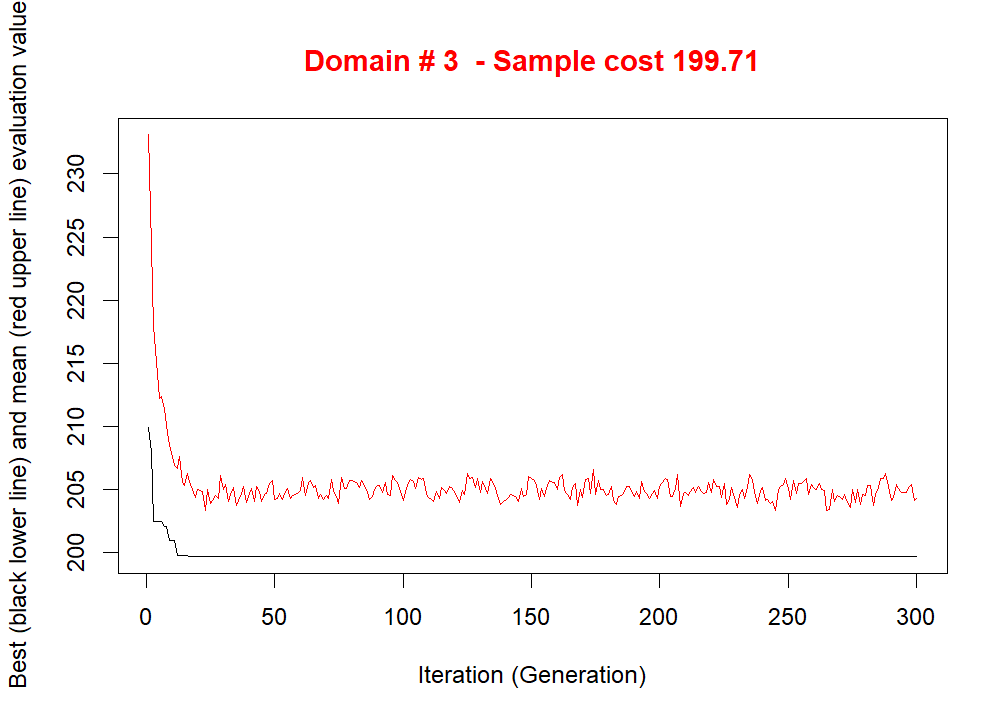 Domain # 3  - Sample cost 199.71
Best (black lower line) and mean (red upper line) evaluation value
230
225
220
215
210
205
200
0 50 100 150 200 250 300
Iteration (Generation)